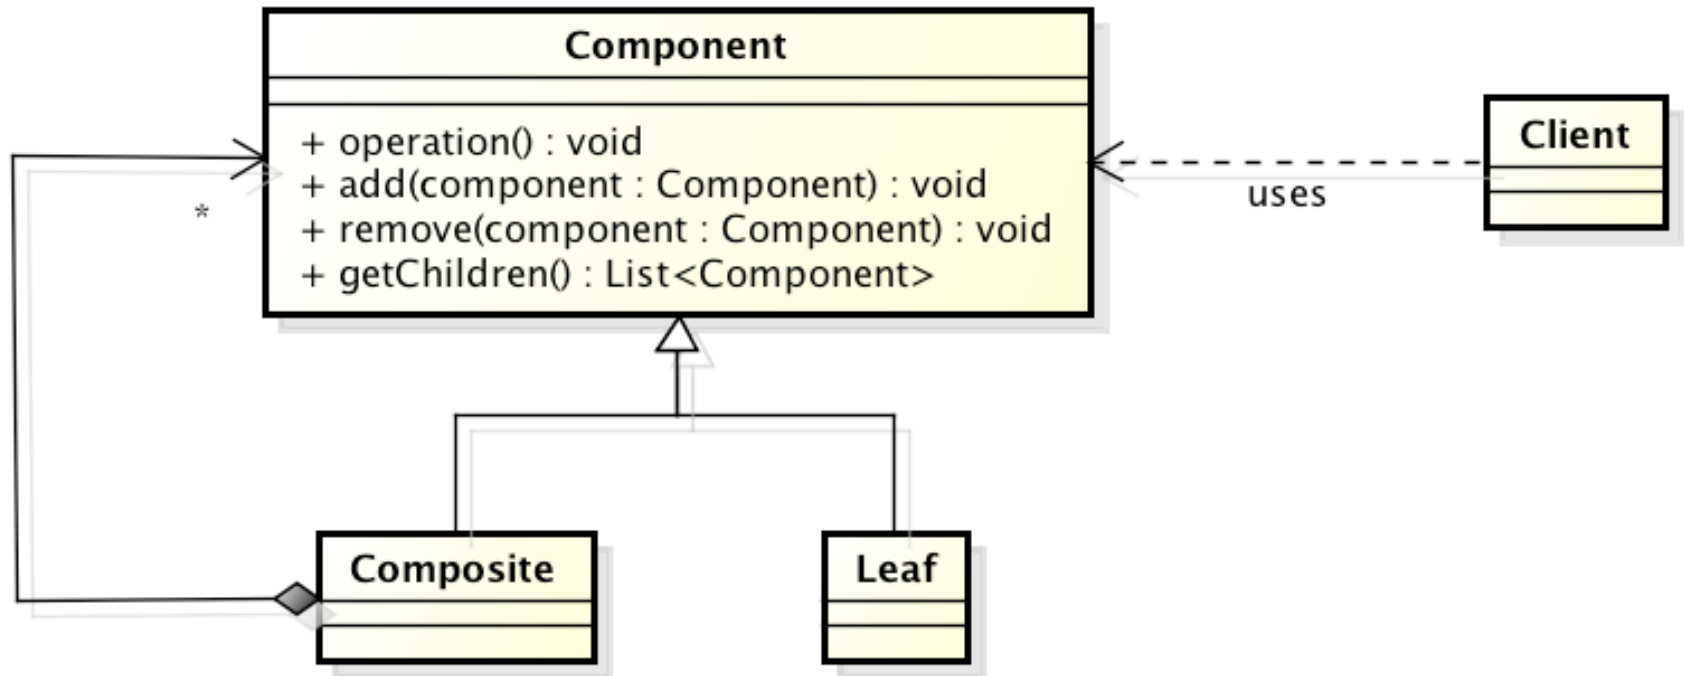 Component
+ operation() : void
+ add(component : Component) : void
+ remove(component : Component) : void
+ getChildren() : List<Component>
Client
uses
*
Composite
Leaf